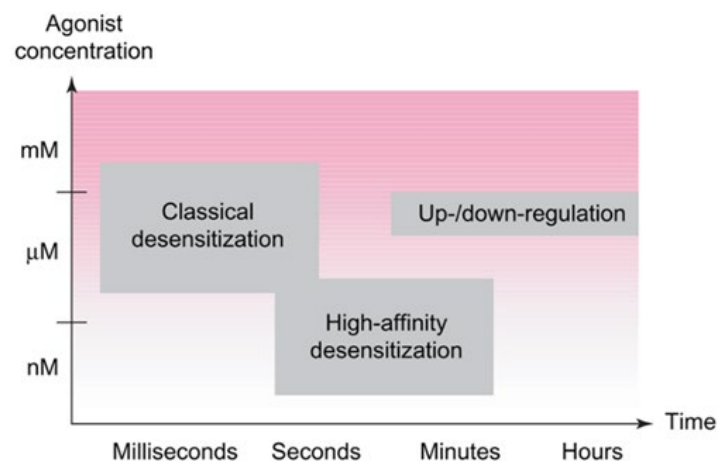 Agonist
concentration
mM
Classical
desensitization
Up-/down-regulation
μM
High-affinity
desensitization
nM
Time
Milliseconds
Seconds
Minutes
Hours